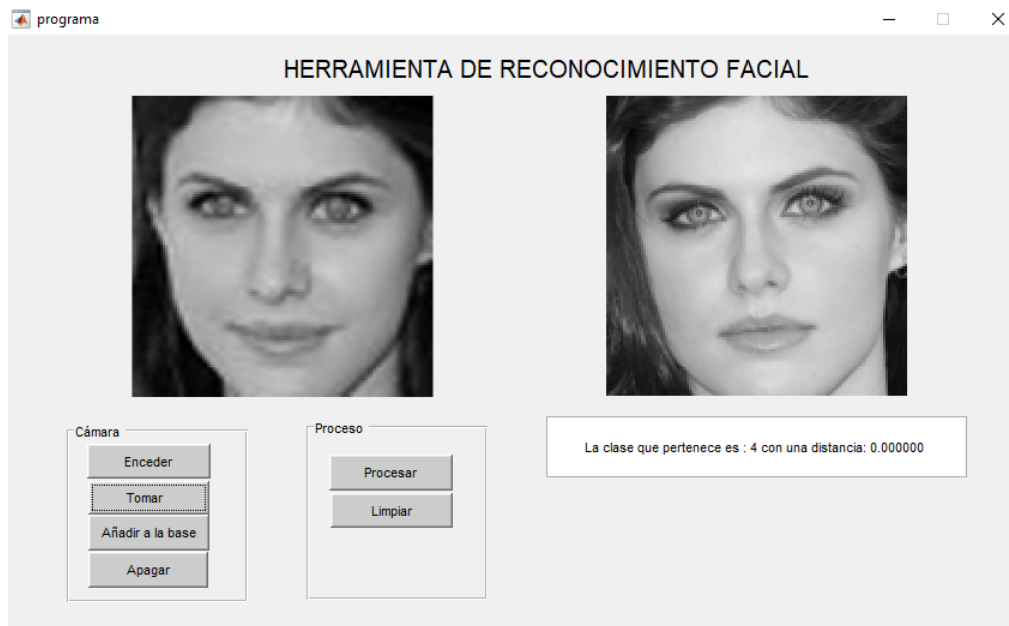 programa
HERRAMIENTA DE RECONOCIMIENTO FACIAL
Cámara
Enceder
Tomar
Añadir a la base
Apagar
Proceso
Procesar
Limpiar
La clase que pertenece es : 4 con una distancia: 0.000000